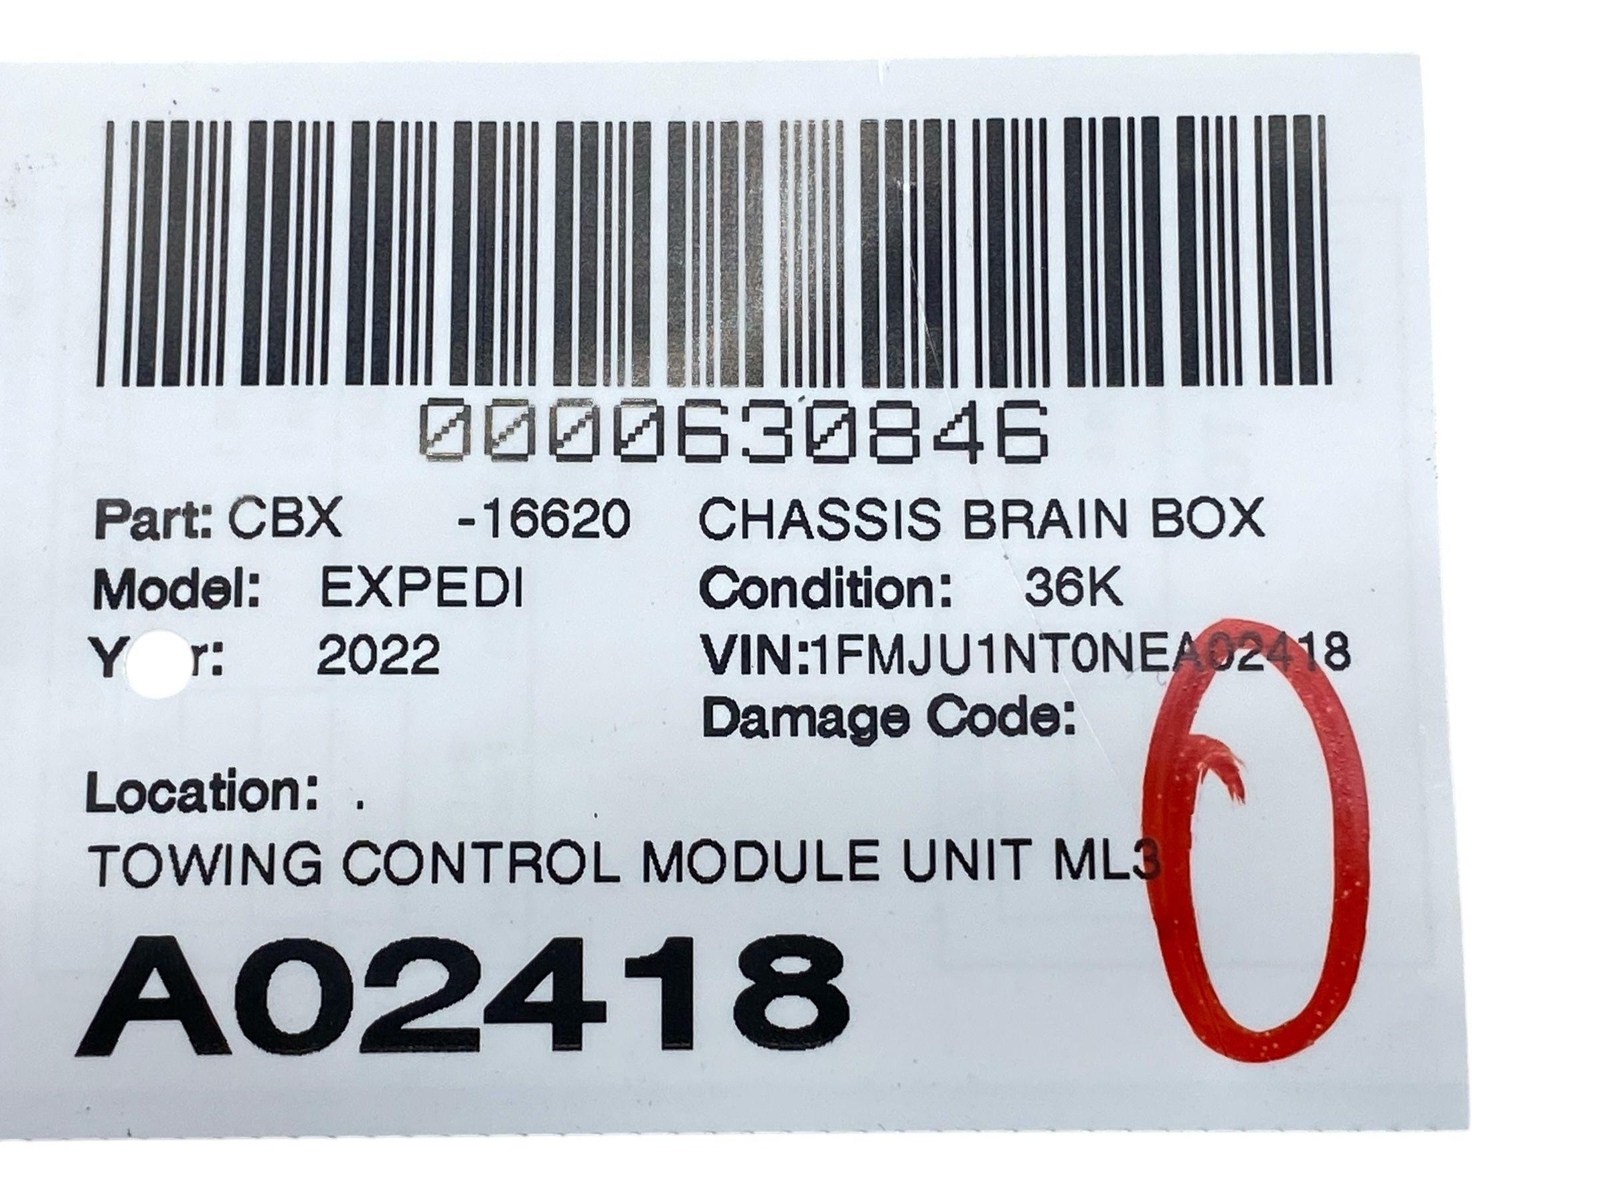 0000630846
Part: CBX -16620 CHASSIS BRAIN BOX
Model: EXPEDI Condition: 36K
Y r: 2022 VIN:1FMJU1NT0NEA02418
Damage Code:
Location: .
TOWING CONTROL MODULE UNIT ML3
A02418
0